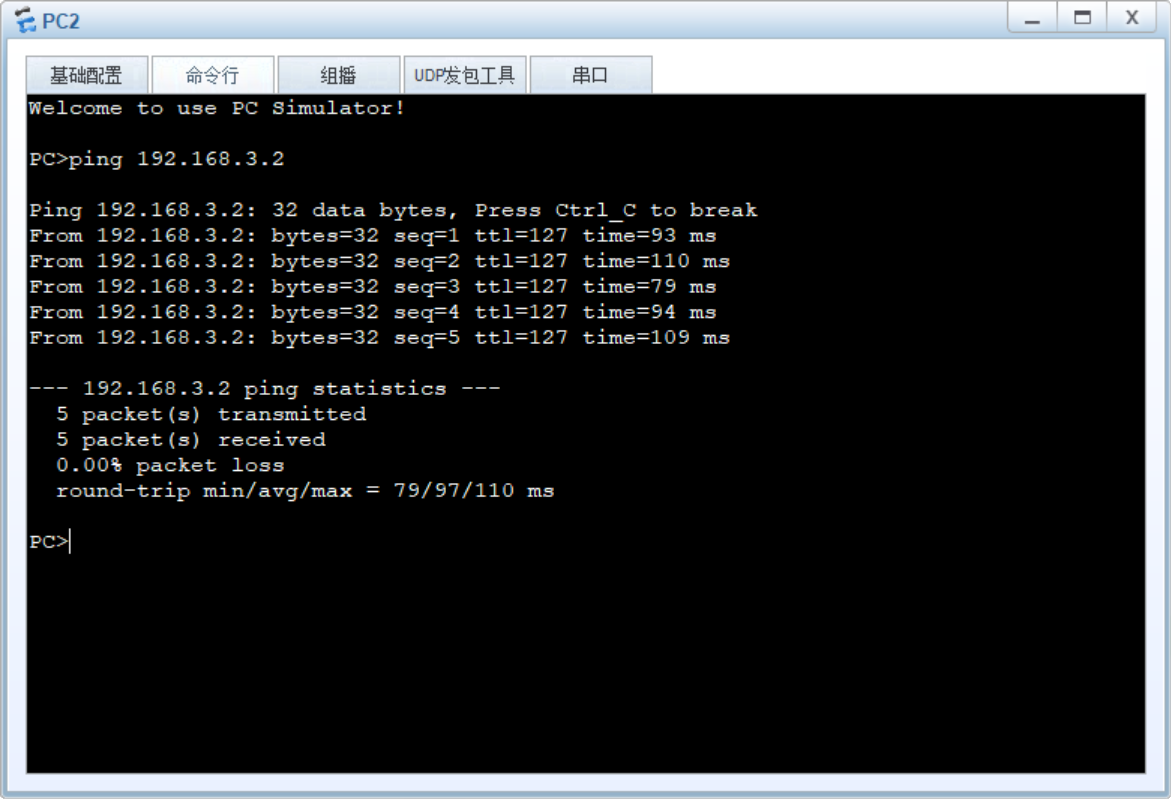 PC2
基础配置 命令行 组播 UDP发包工具 串口
Welcome to use PC Simulator!
PC>ping 192.168.3.2
Ping 192.168.3.2: 32 data bytes, Press Ctrl_C to break
From 192.168.3.2: bytes=32 seq=1 ttl=127 time=93 ms
From 192.168.3.2: bytes=32 seq=2 ttl=127 time=110 ms
From 192.168.3.2: bytes=32 seq=3 ttl=127 time=79 ms
From 192.168.3.2: bytes=32 seq=4 ttl=127 time=94 ms
From 192.168.3.2: bytes=32 seq=5 ttl=127 time=109 ms
--- 192.168.3.2 ping statistics ---
5 packet(s) transmitted
5 packet(s) received
0.00% packet loss
round-trip min/avg/max = 79/97/110 ms
PC>